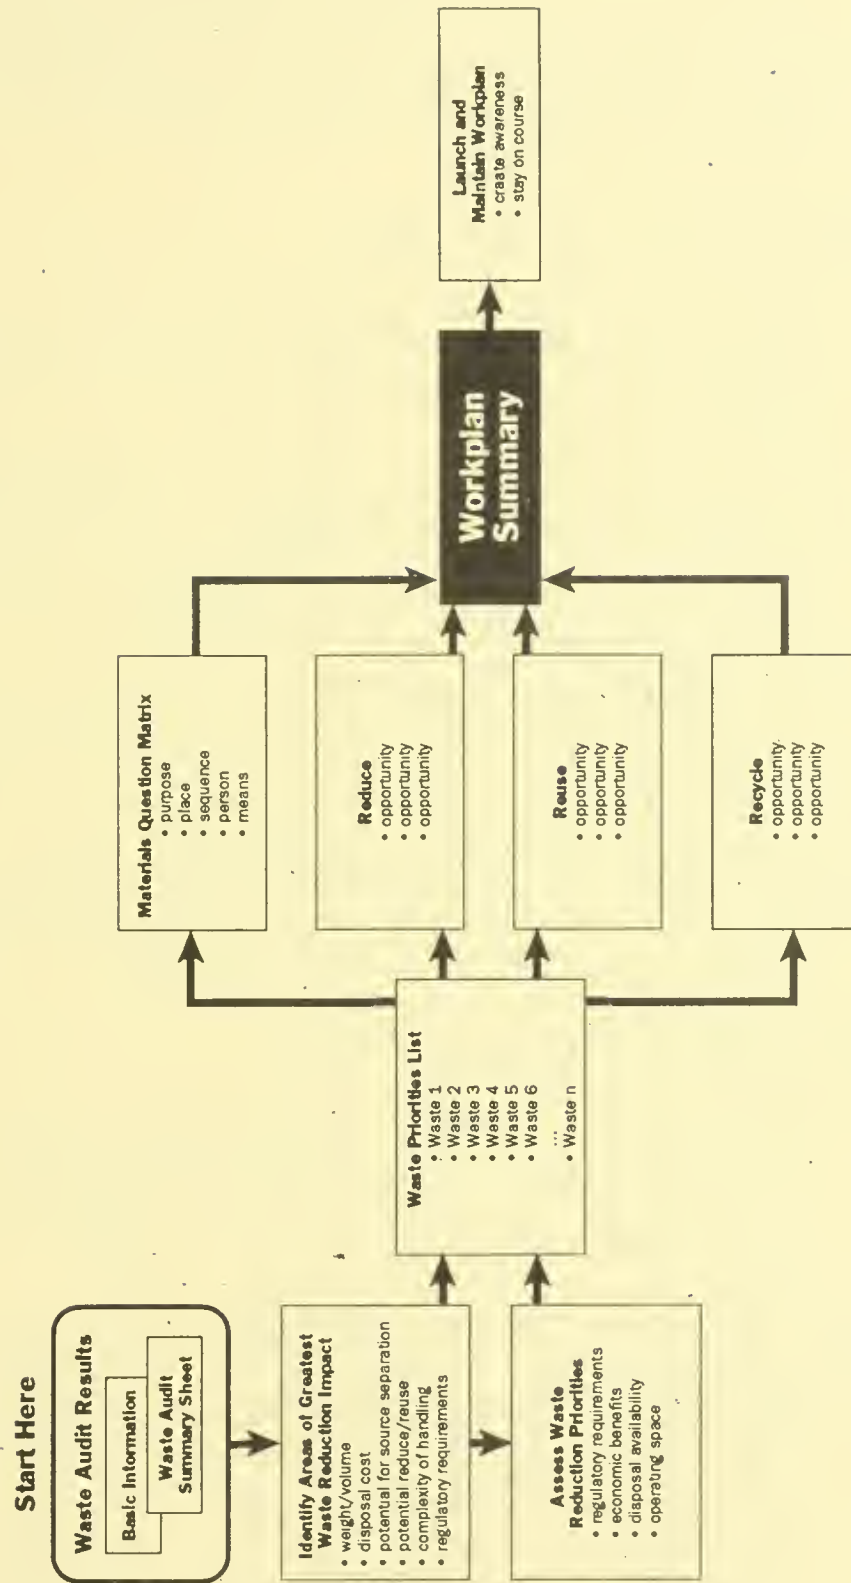 Start Here
Waste Audit Results
Basic Information
Waste Audit
Summary Sheet
Identify Areas of Greatest
Waste Reduction Impact
• weight/volume
• disposal cost
• potential for source separation
• potential reduce/reuse
• complexity of handling
• regulatory requirements
Assess Waste
Reduction Priorities
• regulatory requirements
• economic benefits
• disposal availability
• operating space
Waste Priorities List
• Waste 1
• Waste 2
• Waste 3
• Waste 4
• Waste 5
• Waste 6
...
• Waste n
Materials Question Matrix
• purpose
• place
• sequence
• person
• means
Reduce
• opportunity
• opportunity
• opportunity
Reuse
• opportunity
• opportunity
• opportunity
Recycle
• opportunity
• opportunity
• opportunity
Workplan
Summary
Launch and
Maintain Workplan
• create awareness
• stay on course